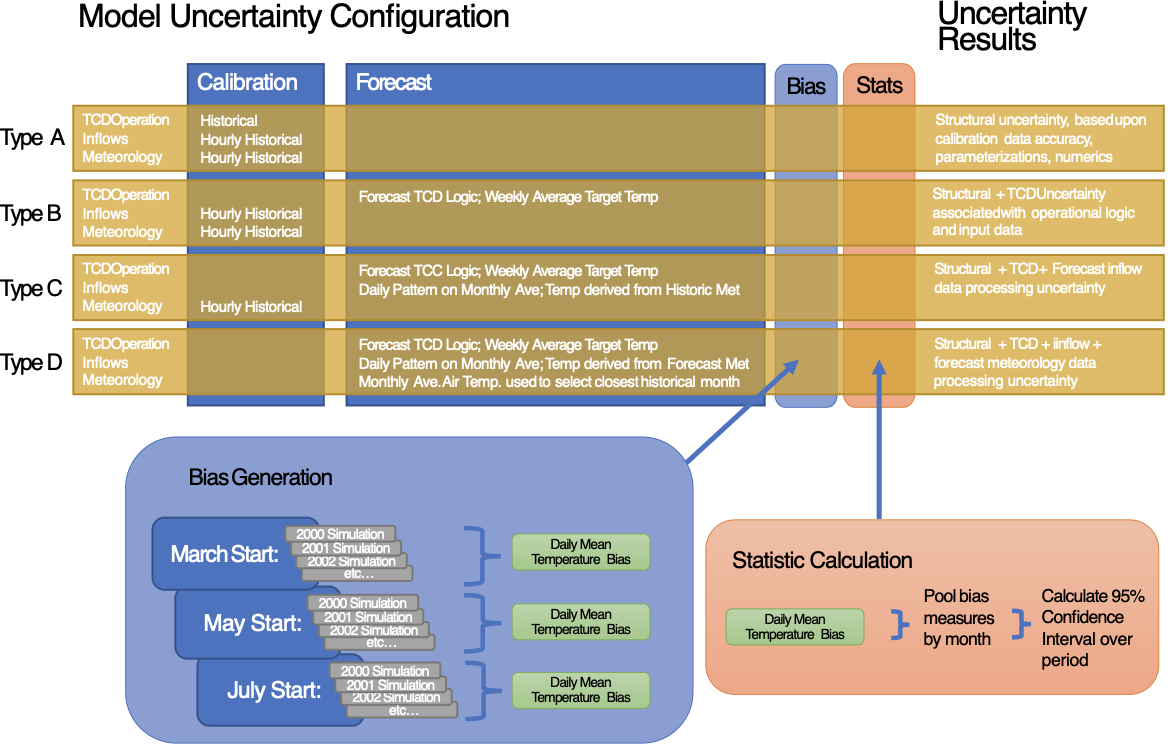 Model Uncertainty Configuration
Uncertainty
Results
Calibration
Forecast
Bias
Stats
Type A
TCDOperation
Inflows
Meteorology
Historical
Hourly Historical
Hourly Historical
Structural uncertainty, basedupon
calibration data accuracy,
parameterizations, numerics
Type B
TCDOperation
Inflows
Meteorology
Hourly Historical
Hourly Historical
Forecast TCD Logic; Weekly Average Target Temp
Structural + TCDUncertainty
associatedwith operational logic
and input data
Type C
TCDOperation
Inflows
Meteorology
Hourly Historical
Forecast TCC Logic; Weekly Average Target Temp
Daily Pattern on Monthly Ave; Temp derived from Historic Met
Structural + TCD+ Forecast inflow
data processing uncertainty
Type D
TCDOperation
Inflows
Meteorology
Forecast TCD Logic; Weekly Average Target Temp
Daily Pattern on Monthly Ave; Temp derived from Forecast Met
Monthly Ave. Air Temp. used to select closest historical month
Structural + TCD + iinflow +
forecast meteorology data
processing uncertainty
Bias Generation
March Start:
2000 Simulation
2001 Simulation
2002 Simulation
etc...
Daily Mean
Temperature Bias
May Start:
2000 Simulation
2001 Simulation
2002 Simulation
etc...
Daily Mean
Temperature Bias
July Start:
2000 Simulation
2001 Simulation
2002 Simulation
etc...
Daily Mean
Temperature Bias
Statistic Calculation
Daily Mean
Temperature Bias
Pool bias
measures
by month
Calculate 95%
Confidence
Interval over
period